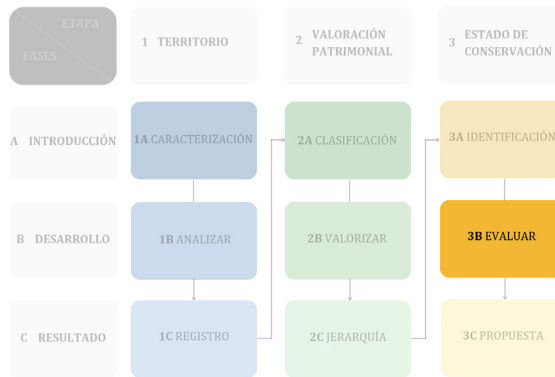 ETAPA
FASES
1 TERRITORIO
2 VALORACIÓN
PATRIMONIAL
3 ESTADO DE
CONSERVACIÓN
A INTRODUCCIÓN
1A CARACTERIZACIÓN
2A CLASIFICACIÓN
3A IDENTIFICACIÓN
B DESARROLLO
1B ANALIZAR
2B VALORIZAR
3B EVALUAR
C RESULTADO
1C REGISTRO
2C JERARQUÍA
3C PROPUESTA